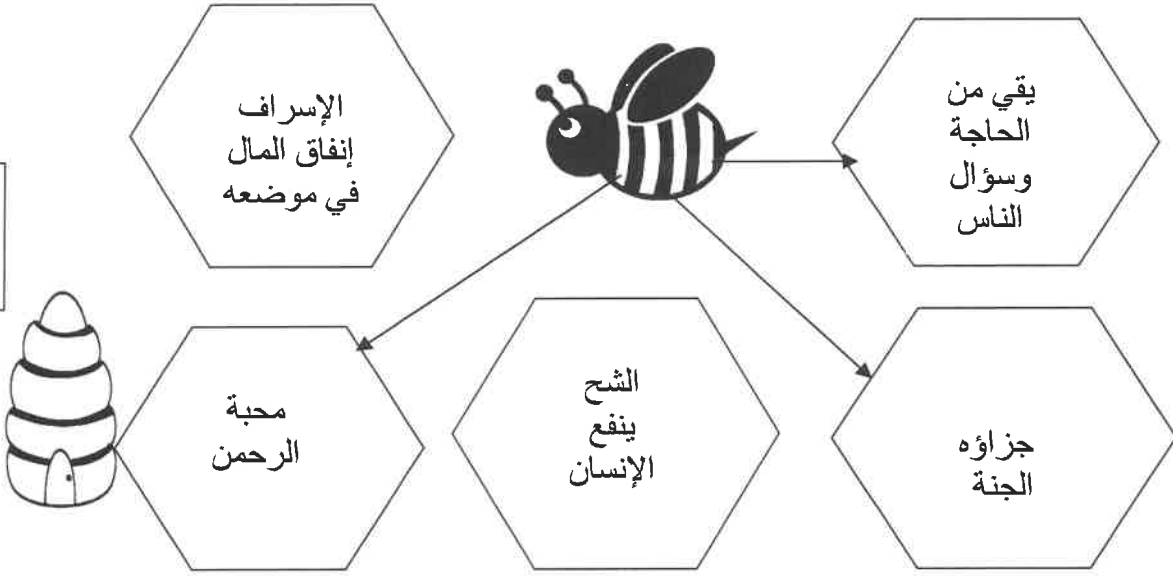 يقي من
الحاجة
وسؤال
الناس
الإسراف
إنفاق المال
في موضعه
جزاؤه
الجنة
الشح
ينفع
الإنسان
محبة
الرحمن